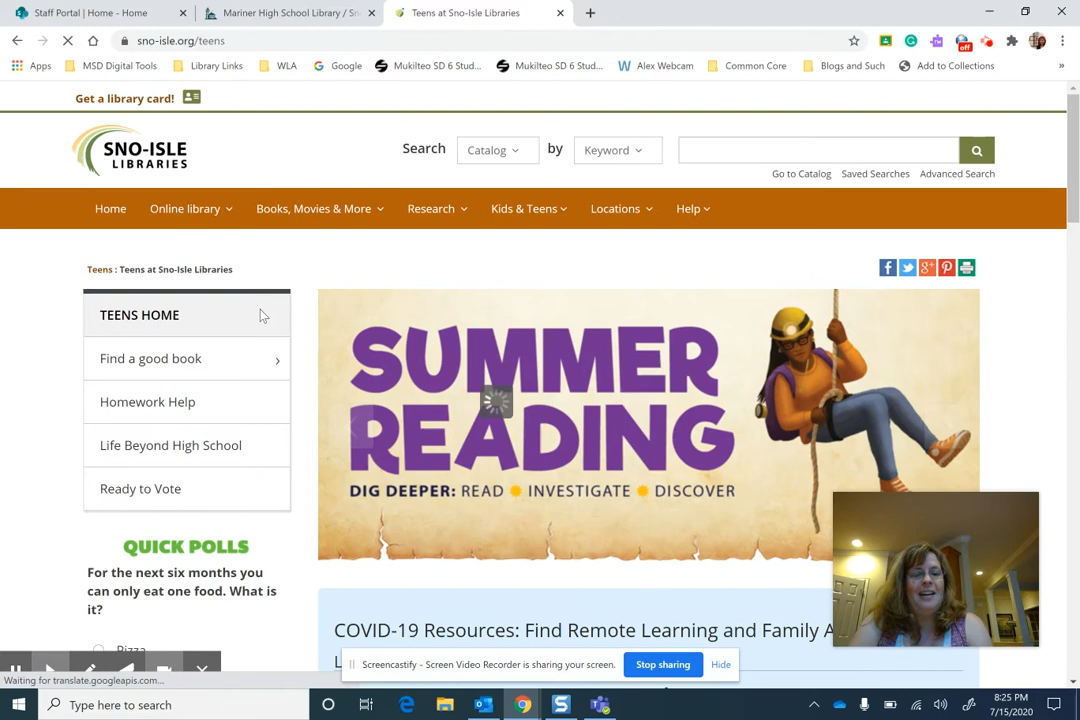 Staff Portal | Home - Home
Mariner High School Library / Sn
Teens at Sno-Isle Libraries
sno-isle.org/teens
off
Apps
MSD Digital Tools
Library Links
WLA
Google
Mukilteo SD 6 Stud...
Mukilteo SD 6 Stud...
Alex Webcam
Common Core
Blogs and Such
Add to Collections
»
Get a library card!
SNO-ISLE
LIBRARIES
Search
Catalog
by
Keyword
Go to Catalog
Saved Searches
Advanced Search
Home
Online library
Books, Movies & More
Research
Kids & Teens
Locations
Help
Teens : Teens at Sno-Isle Libraries
TEENS HOME
Find a good book
Homework Help
Life Beyond High School
Ready to Vote
SUMMER
READING
DIG DEEPER: READ INVESTIGATE DISCOVER
QUICK POLLS
For the next six months you
can only eat one food. What is
it?
Pizza
COVID-19 Resources: Find Remote Learning and Family A
Screencastify - Screen Video Recorder is sharing your screen.
Stop sharing
Hide
Waiting for translate.googleapis.com...
Type here to search
8:25 PM
7/15/2020